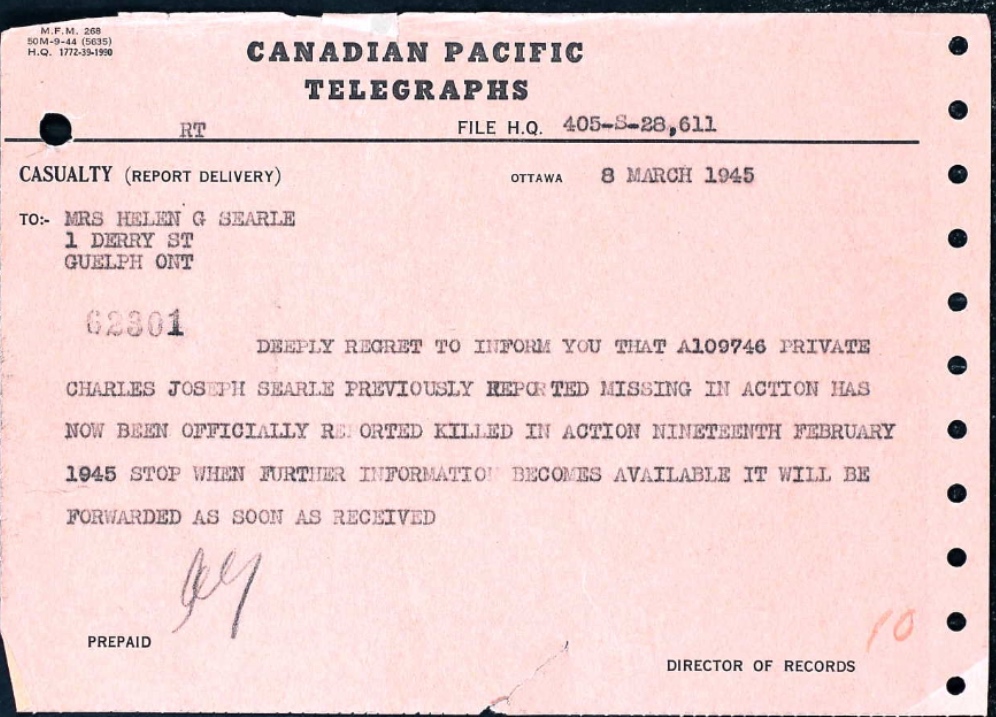 M.F.M. 268
50M-9-44 (5635)
H.Q. 1772-39-1990
CANADIAN PACIFIC
TELEGRAPHS
RT FILE H.Q. 405-S-28,611
CASUALTY (REPORT DELIVERY) OTTAWA 8 MARCH 1945
TO:- MRS HELEN G SEARLE
1 DERRY ST
GUELPH ONT
62301
DEEPLY REGRET TO INFORM YOU THAT A109746 PRIVATE
CHARLES JOSEPH SEARLE PREVIOUSLY REPORTED MISSING IN ACTION HAS
NOW BEEN OFFICIALLY REPORTED KILLED IN ACTION NINETEENTH FEBRUARY
1945 STOP WHEN FURTHER INFORMATION BECOMES AVAILABLE IT WILL BE
FORWARDED AS SOON AS RECEIVED
10
PREPAID
DIRECTOR OF RECORDS